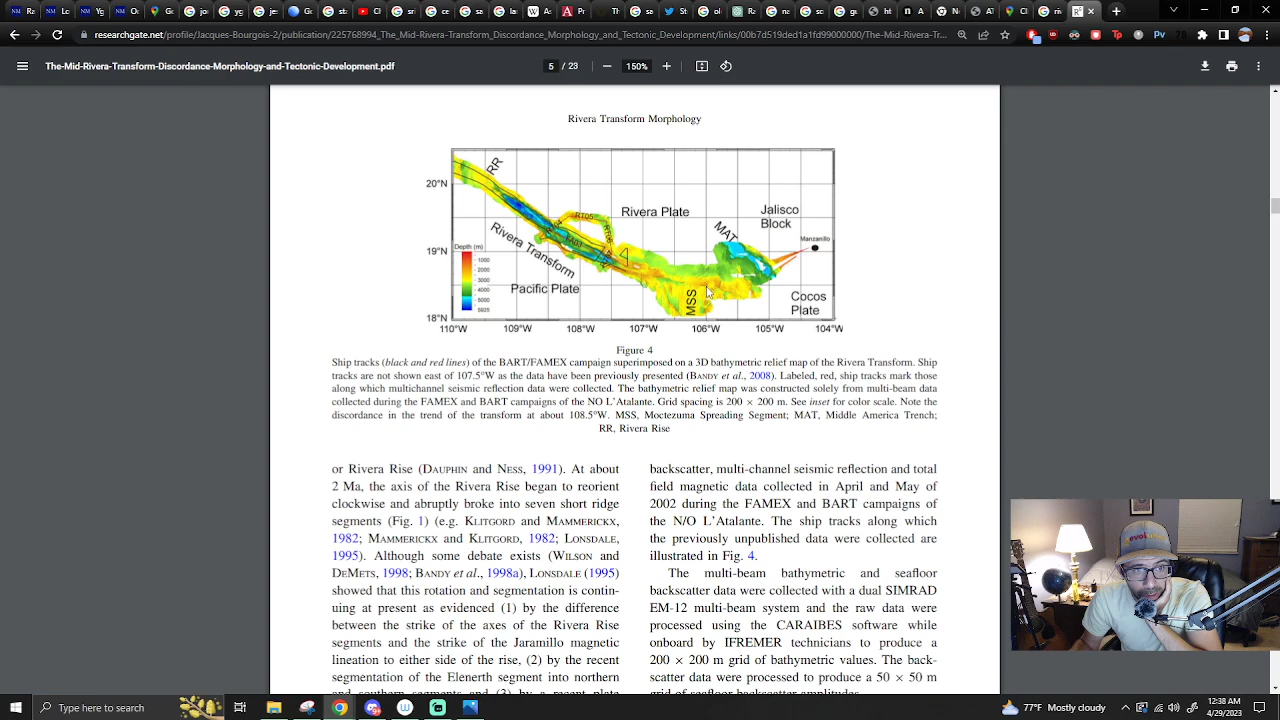 researchgate.net/profile/Jacques-Bourgois-2/publication/225768994_The_Mid-Rivera-Transform_Discordance_Morphology_and_Tectonic_Development/links/00b7d519ded1a1fd99000000/The-Mid-Rivera-Tr...
The-Mid-Rivera-Transform-Discordance-Morphology-and-Tectonic-Development.pdf
5 / 23
150%
Rivera Transform Morphology
20°N
19°N
18°N
RR
RT05
Rivera Plate
MAT
Jalisco
Block
Manzanillo
Rivera Transform
Pacific Plate
MSS
Cocos
Plate
Depth (m)
1000
2000
3000
4000
5000
5925
110°W 109°W 108°W 107°W 106°W 105°W 104°W
Figure 4
Ship tracks (black and red lines) of the BART/FAMEX campaign superimposed on a 3D bathymetric relief map of the Rivera Transform. Ship
tracks are not shown east of 107.5°W as the data have been previously presented (BANDY et al., 2008). Labeled, red, ship tracks mark those
along which multichannel seismic reflection data were collected. The bathymetric relief map was constructed solely from multi-beam data
collected during the FAMEX and BART campaigns of the NO L'Atalante. Grid spacing is 200 × 200 m. See inset for color scale. Note the
discordance in the trend of the transform at about 108.5°W. MSS, Moctezuma Spreading Segment; MAT, Middle America Trench;
RR, Rivera Rise
or Rivera Rise (DAUPHIN and NESS, 1991). At about
2 Ma, the axis of the Rivera Rise began to reorient
clockwise and abruptly broke into seven short ridge
segments (Fig. 1) (e.g. KLITGORD and MAMMERICKX,
1982; MAMMERICKX and KLITGORD, 1982; LONSDALE,
1995). Although some debate exists (WILSON and
DEMETS, 1998; BANDY et al., 1998a), LONSDALE (1995)
showed that this rotation and segmentation is contin-
uing at present as evidenced (1) by the difference
between the strike of the axes of the Rivera Rise
segments and the strike of the Jaramillo magnetic
lineation to either side of the rise, (2) by the recent
segmentation of the Elenerth segment into northern
and southern segments and (3) by a recent plate
backscatter, multi-channel seismic reflection and total
field magnetic data collected in April and May of
2002 during the FAMEX and BART campaigns of
the N/O L'Atalante. The ship tracks along which
the previously unpublished data were collected are
illustrated in Fig. 4.
The multi-beam bathymetric and seafloor
backscatter data were collected with a dual SIMRAD
EM-12 multi-beam system and the raw data were
processed using the CARAIBES software while
onboard by IFREMER technicians to produce a
200 × 200 m grid of bathymetric values. The back-
scatter data were processed to produce a 50 × 50 m
grid of seafloor backscatter amplitudes.
Type here to search
77°F Mostly cloudy
12:38 AM
4/29/2023